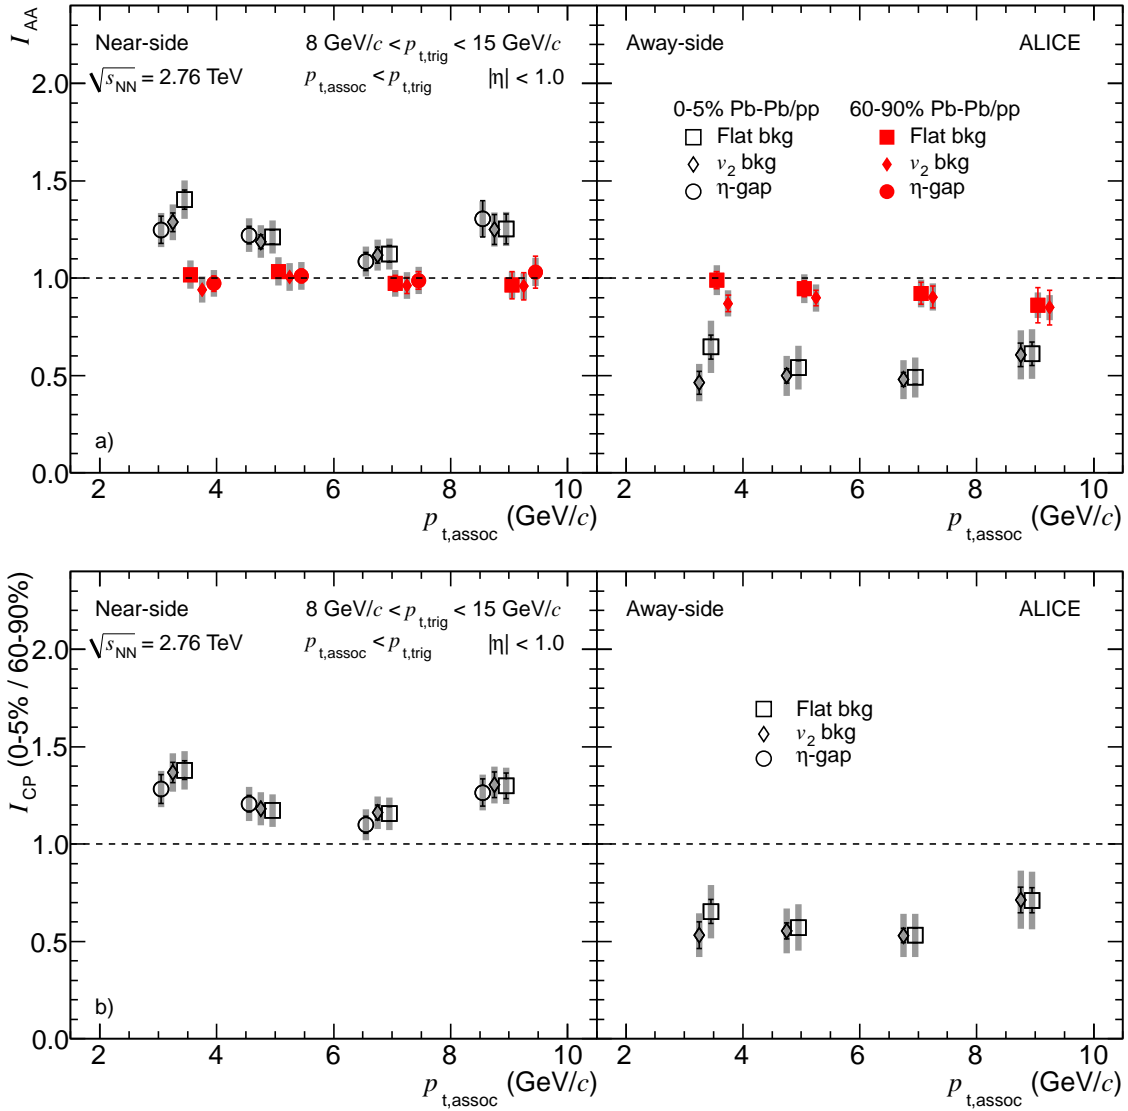 I_AA
Near-side 8 GeV/c < p_t,trig < 15 GeV/c
√s_NN = 2.76 TeV p_t,assoc < p_t,trig |η| < 1.0
Away-side ALICE
0-5% Pb-Pb/pp 60-90% Pb-Pb/pp
Flat bkg Flat bkg
v_2 bkg v_2 bkg
η-gap η-gap
2.0
1.5
1.0
0.5
0.0
a)
2 4 6 8 10 2 4 6 8 10
p_t,assoc (GeV/c) p_t,assoc (GeV/c)
I_CP (0-5% / 60-90%)
Near-side 8 GeV/c < p_t,trig < 15 GeV/c
√s_NN = 2.76 TeV p_t,assoc < p_t,trig |η| < 1.0
Away-side ALICE
Flat bkg
v_2 bkg
η-gap
2.0
1.5
1.0
0.5
0.0
b)
2 4 6 8 10 2 4 6 8 10
p_t,assoc (GeV/c) p_t,assoc (GeV/c)